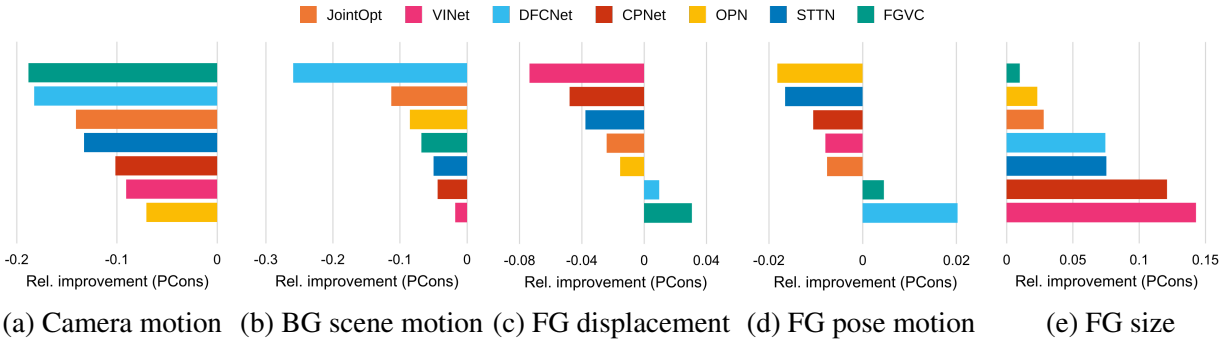 JointOpt VINet DFCNet CPNet OPN STTN FGVC
-0.2 -0.1 0 -0.3 -0.2 -0.1 0 -0.08 -0.04 0 0.04 -0.02 0 0.02 0 0.05 0.10 0.15
Rel. improvement (PCons) Rel. improvement (PCons) Rel. improvement (PCons) Rel. improvement (PCons) Rel. improvement (PCons)
(a) Camera motion (b) BG scene motion (c) FG displacement (d) FG pose motion (e) FG size